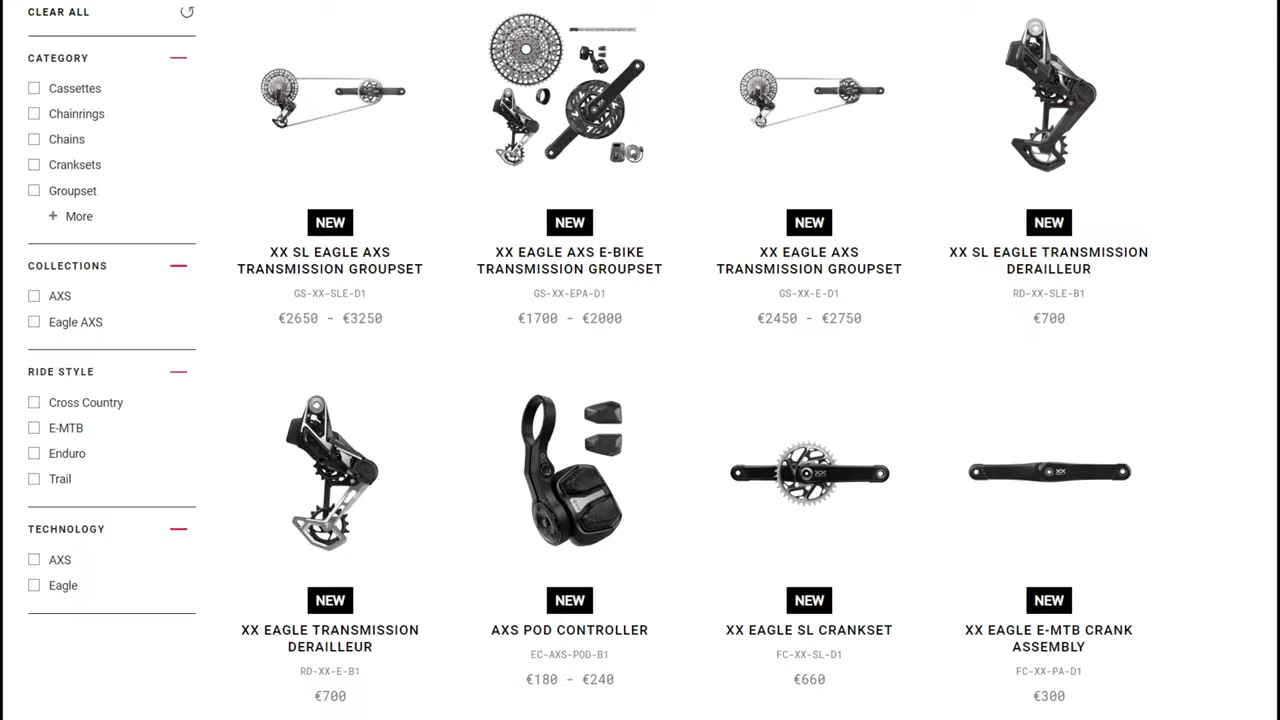 CLEAR ALL
CATEGORY
Cassettes
Chainrings
Chains
Cranksets
Groupset
+ More
COLLECTIONS
AXS
Eagle AXS
RIDE STYLE
Cross Country
E-MTB
Enduro
Trail
TECHNOLOGY
AXS
Eagle
NEW
XX SL EAGLE AXS
TRANSMISSION GROUPSET
GS-XX-SLE-D1
€2650 - €3250
NEW
XX EAGLE AXS E-BIKE
TRANSMISSION GROUPSET
GS-XX-EPA-D1
€1700 - €2000
NEW
XX EAGLE AXS
TRANSMISSION GROUPSET
GS-XX-E-D1
€2450 - €2750
NEW
XX SL EAGLE TRANSMISSION
DERAILLEUR
RD-XX-SLE-B1
€700
NEW
XX EAGLE TRANSMISSION
DERAILLEUR
RD-XX-E-B1
€700
NEW
AXS POD CONTROLLER
EC-AXS-POD-B1
€180 - €240
XX
NEW
XX EAGLE SL CRANKSET
FC-XX-SL-D1
€660
XX
NEW
XX EAGLE E-MTB CRANK
ASSEMBLY
FC-XX-PA-D1
€300